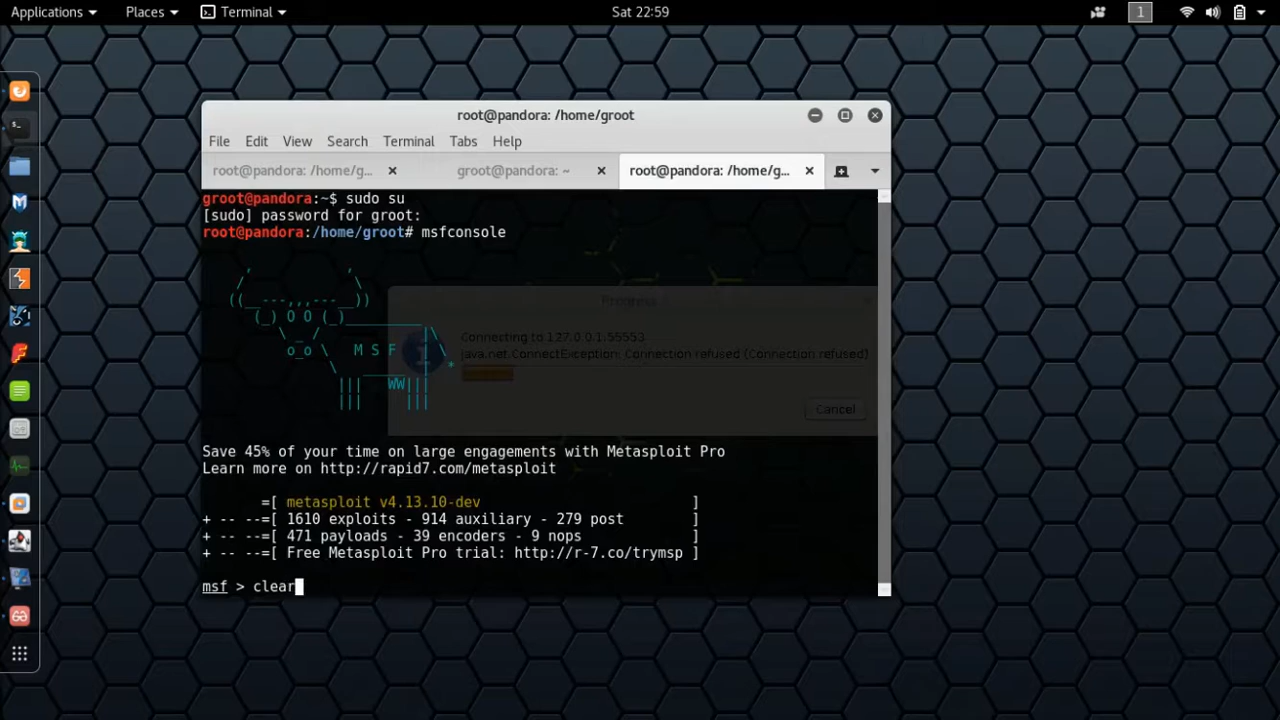 Applications Places Terminal Sat 22:59 1
root@pandora: /home/groot
File Edit View Search Terminal Tabs Help
root@pandora: /home/g... groot@pandora: ~ root@pandora: /home/g...
groot@pandora:~$ sudo su
[sudo] password for groot:
root@pandora:/home/groot# msfconsole
Progress...
Connecting to 127.0.0.1:55553
java.net.ConnectException: Connection refused (Connection refused)
M S F
Cancel
Save 45% of your time on large engagements with Metasploit Pro
Learn more on http://rapid7.com/metasploit
=[ metasploit v4.13.10-dev ]
+ -- --=[ 1610 exploits - 914 auxiliary - 279 post ]
+ -- --=[ 471 payloads - 39 encoders - 9 nops ]
+ -- --=[ Free Metasploit Pro trial: http://r-7.co/trymsp ]
msf > clear